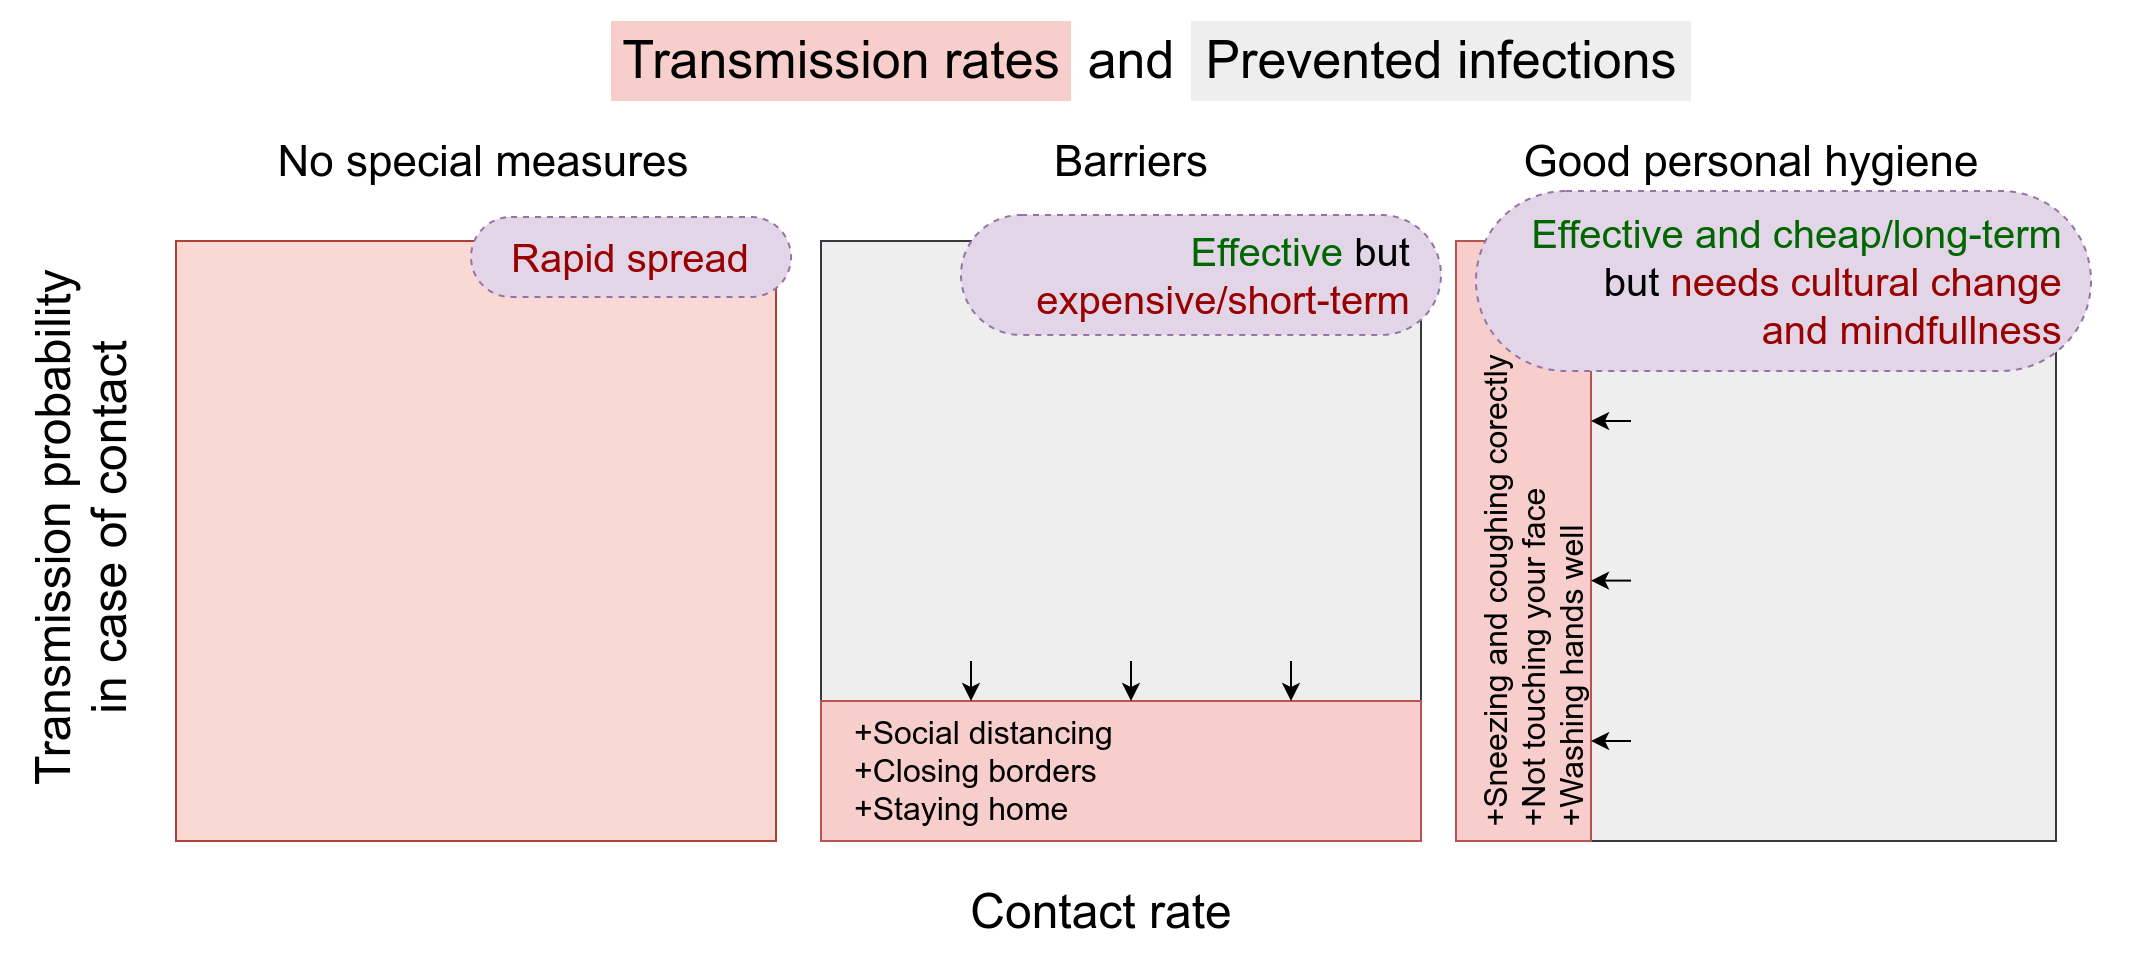 Transmission rates and Prevented infections
No special measures
Barriers
Good personal hygiene
Rapid spread
Effective but
expensive/short-term
Effective and cheap/long-term
but needs cultural change
and mindfullness
Transmission probability
in case of contact
+Social distancing
+Closing borders
+Staying home
+Sneezing and coughing corectly
+Not touching your face
+Washing hands well
Contact rate